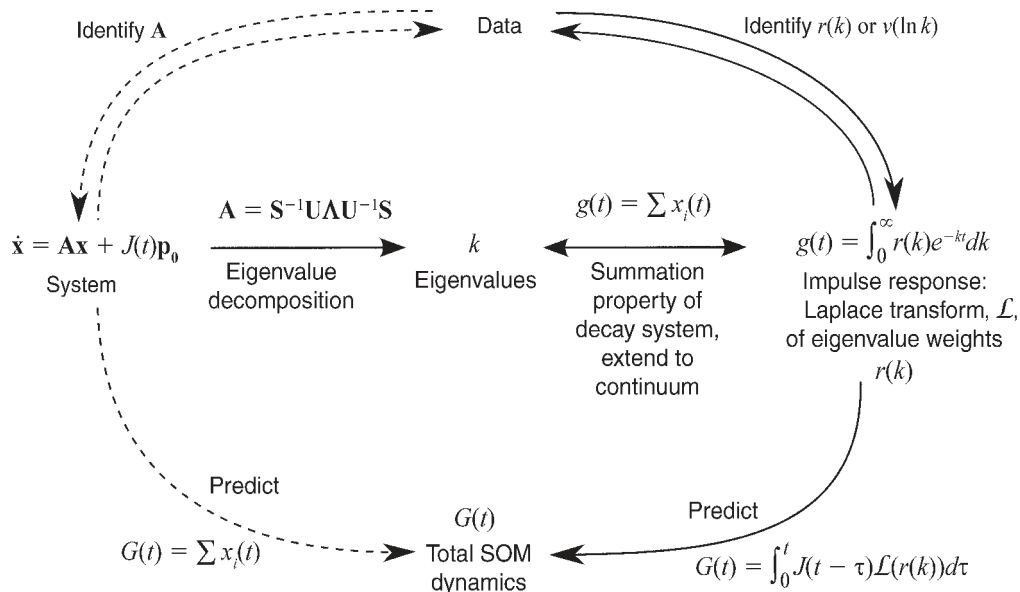 Identify A
Data
Identify r(k) or v(ln k)
A = S⁻¹UΛU⁻¹S
g(t) = ∑ xᵢ(t)
ẋ = Ax + J(t)p₀
System
Eigenvalue
decomposition
k
Eigenvalues
Summation
property of
decay system,
extend to
continuum
g(t) = ∫₀^∞ r(k)e⁻ᵏᵗdk
Impulse response:
Laplace transform, ℒ,
of eigenvalue weights
r(k)
Predict
G(t) = ∑ xᵢ(t)
G(t)
Total SOM
dynamics
Predict
G(t) = ∫₀ᵗ J(t − τ)ℒ(r(k))dτ